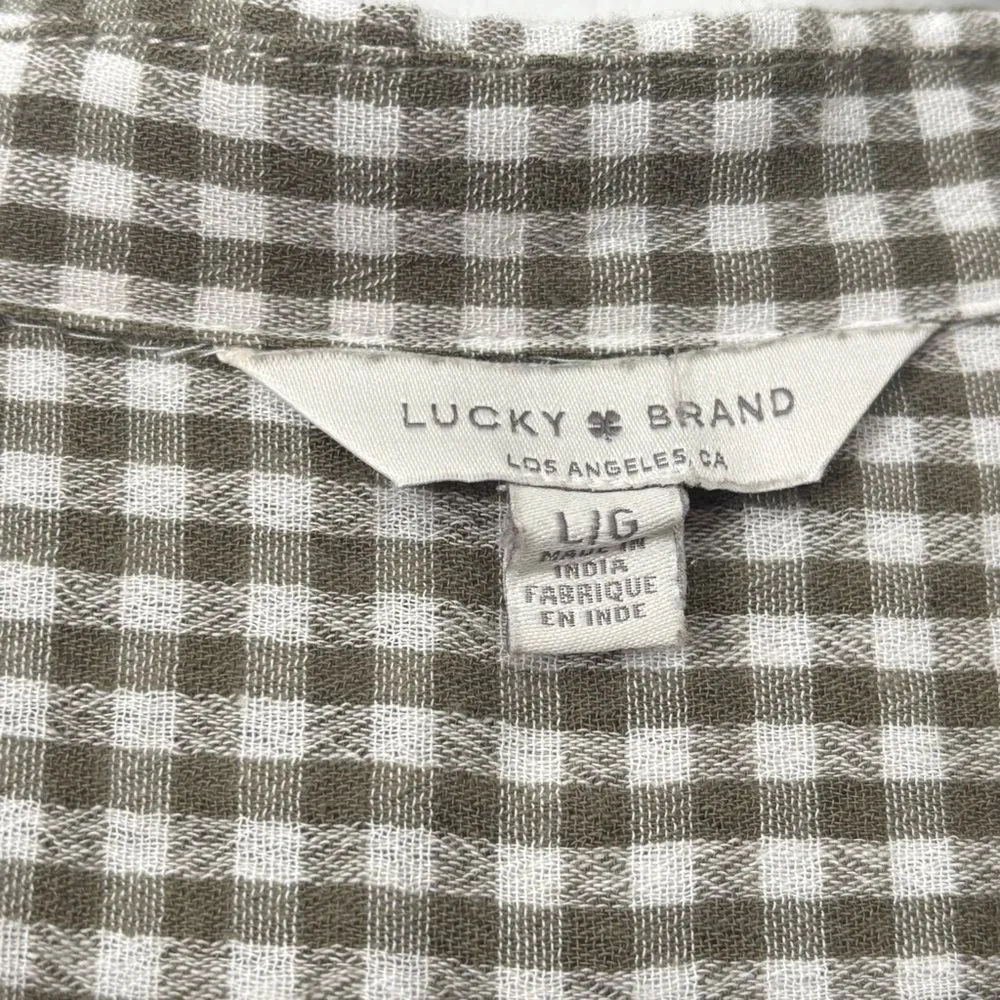 LUCKY BRAND
LOS ANGELES, CA
L/G
MADE IN
INDIA
FABRIQUE
EN INDE